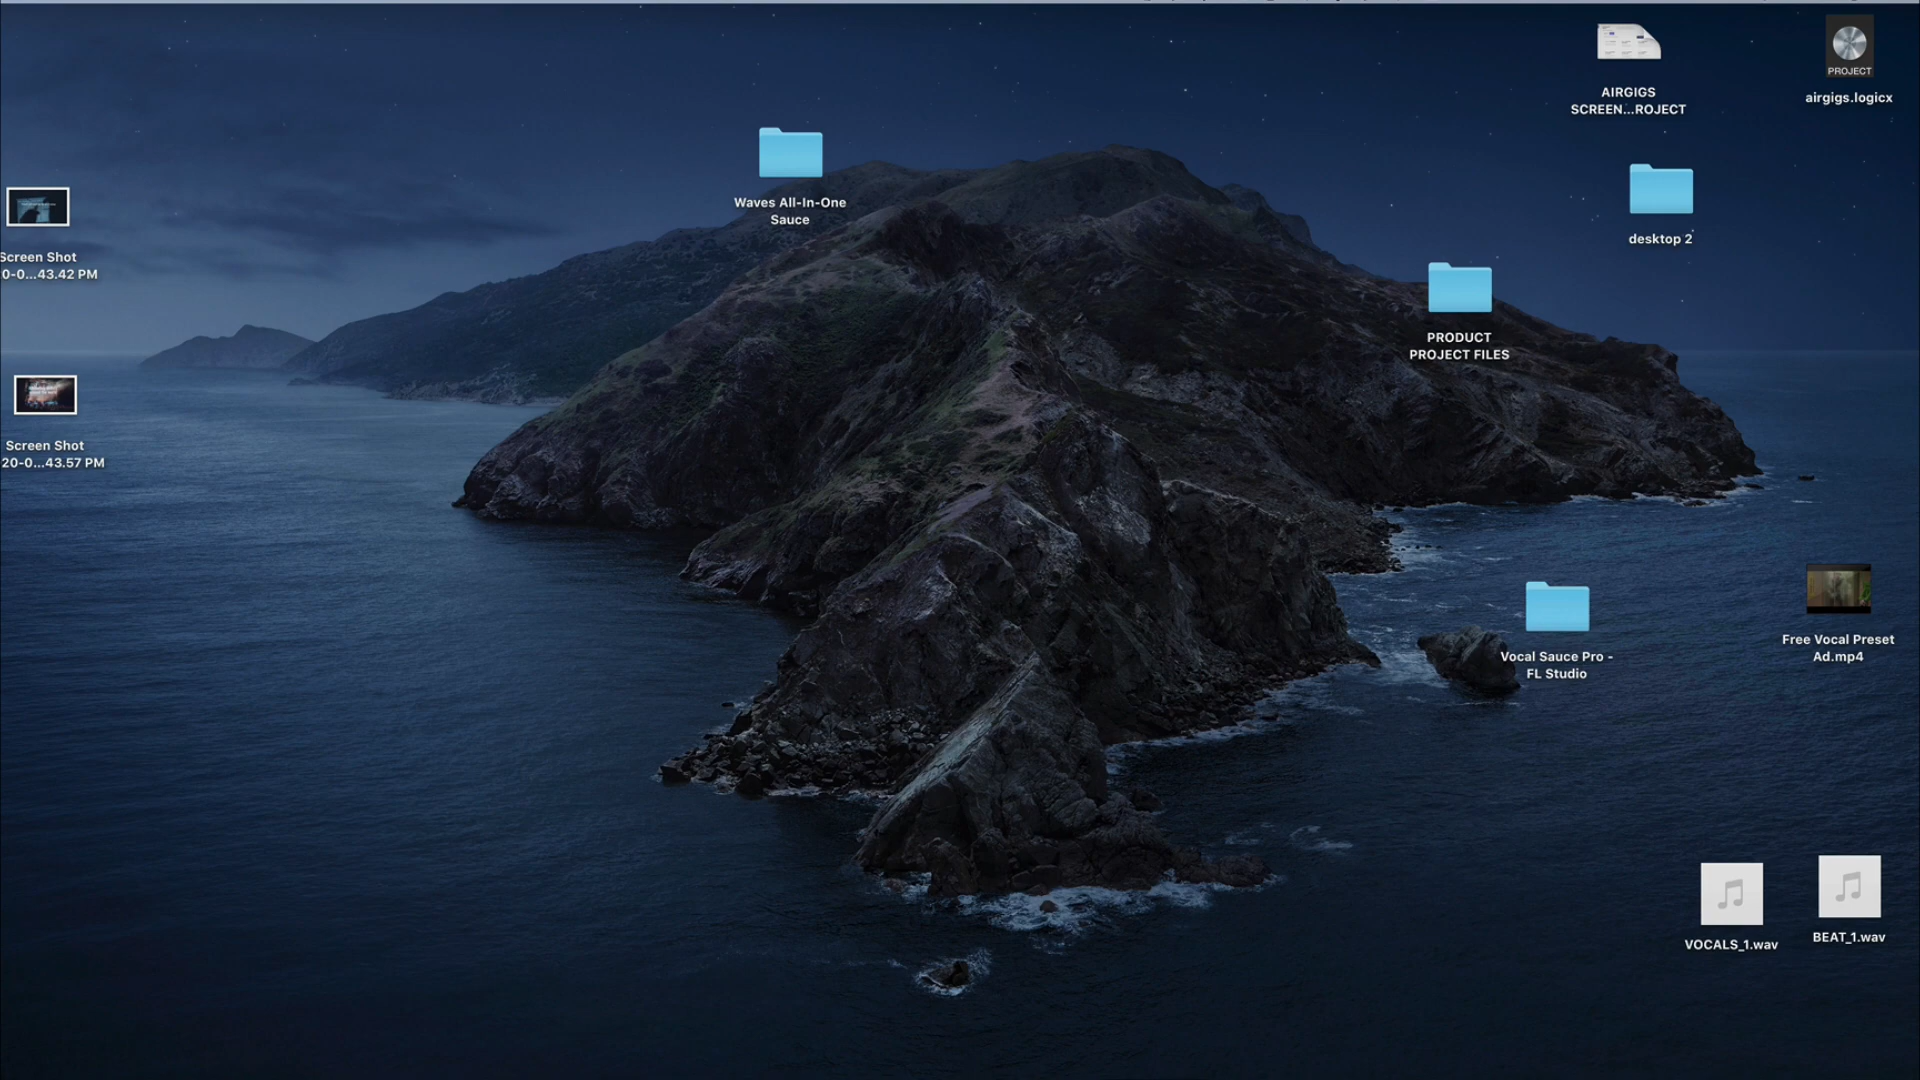 AIRGIGS
SCREEN...ROJECT
PROJECT
airgigs.logicx
Waves All-In-One
Sauce
desktop 2
Screen Shot
0-0...43.42 PM
PRODUCT
PROJECT FILES
Screen Shot
20-0...43.57 PM
Free Vocal Preset
Ad.mp4
Vocal Sauce Pro -
FL Studio
VOCALS_1.wav
BEAT_1.wav